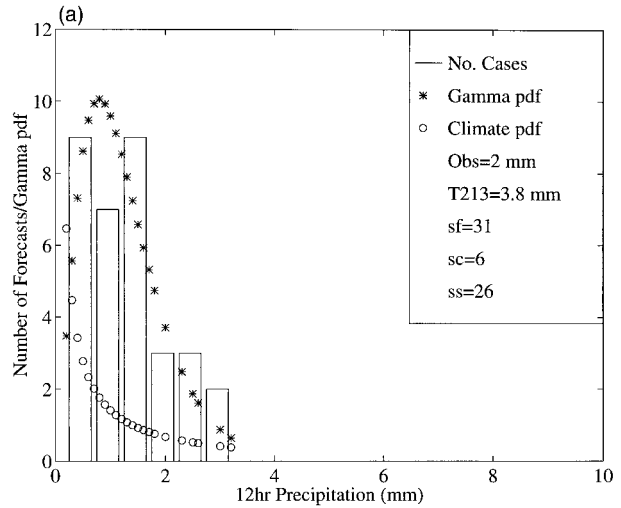 (a)
12
10
8
6
4
2
0
Number of Forecasts/Gamma pdf
No. Cases
Gamma pdf
Climate pdf
Obs=2 mm
T213=3.8 mm
sf=31
sc=6
ss=26
0 2 4 6 8 10
12hr Precipitation (mm)